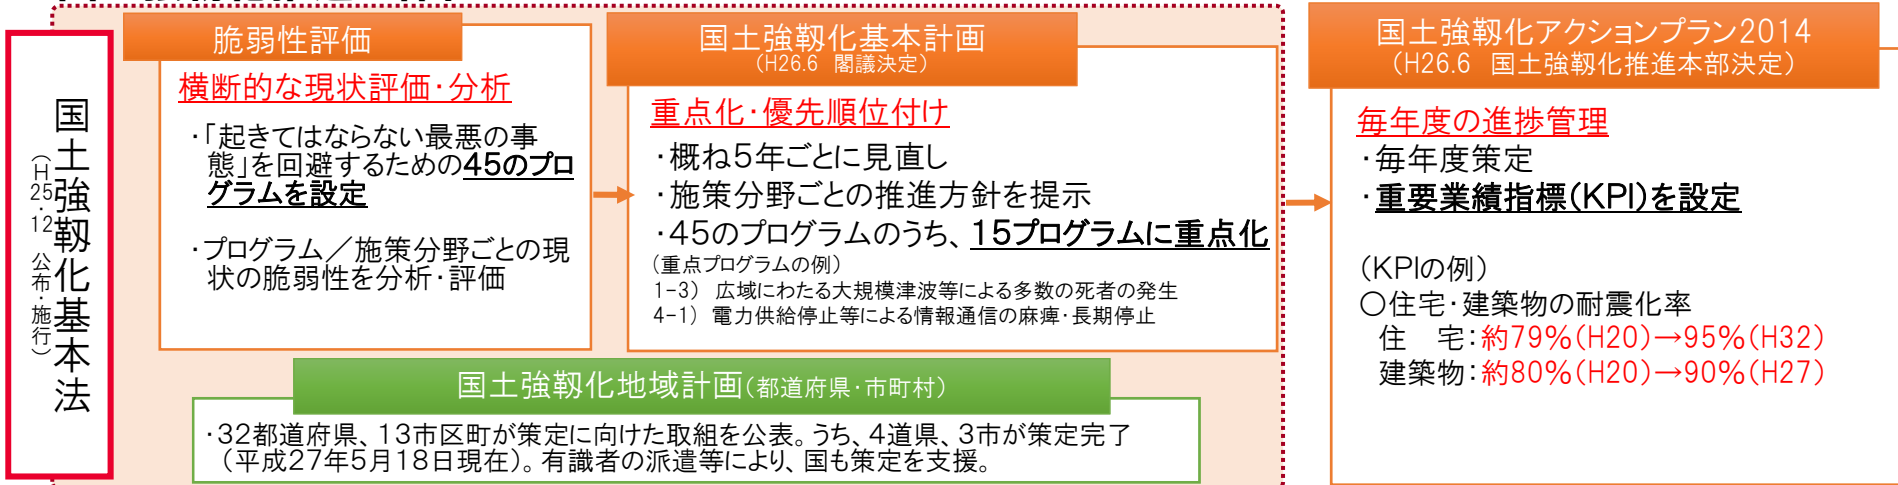 国土強靱化基本法
（H25.12 公布・施行）
脆弱性評価
横断的な現状評価・分析
・「起きてはならない最悪の事
態」を回避するための45のプロ
グラムを設定
・プログラム／施策分野ごとの現
状の脆弱性を分析・評価
国土強靱化基本計画
（H26.6 閣議決定）
重点化・優先順位付け
・概ね5年ごとに見直し
・施策分野ごとの推進方針を提示
・45のプログラムのうち、15プログラムに重点化
（重点プログラムの例）
1-3） 広域にわたる大規模津波等による多数の死者の発生
4-1） 電力供給停止等による情報通信の麻痺・長期停止
国土強靱化地域計画（都道府県・市町村）
・32都道府県、13市区町が策定に向けた取組を公表。うち、4道県、3市が策定完了
（平成27年5月18日現在）。有識者の派遣等により、国も策定を支援。
国土強靱化アクションプラン2014
（H26.6 国土強靱化推進本部決定）
毎年度の進捗管理
・毎年度策定
・重要業績指標（KPI）を設定
（KPIの例）
○住宅・建築物の耐震化率
住　宅：約79％（H20）→95％（H32）
建築物：約80％（H20）→90％（H27）